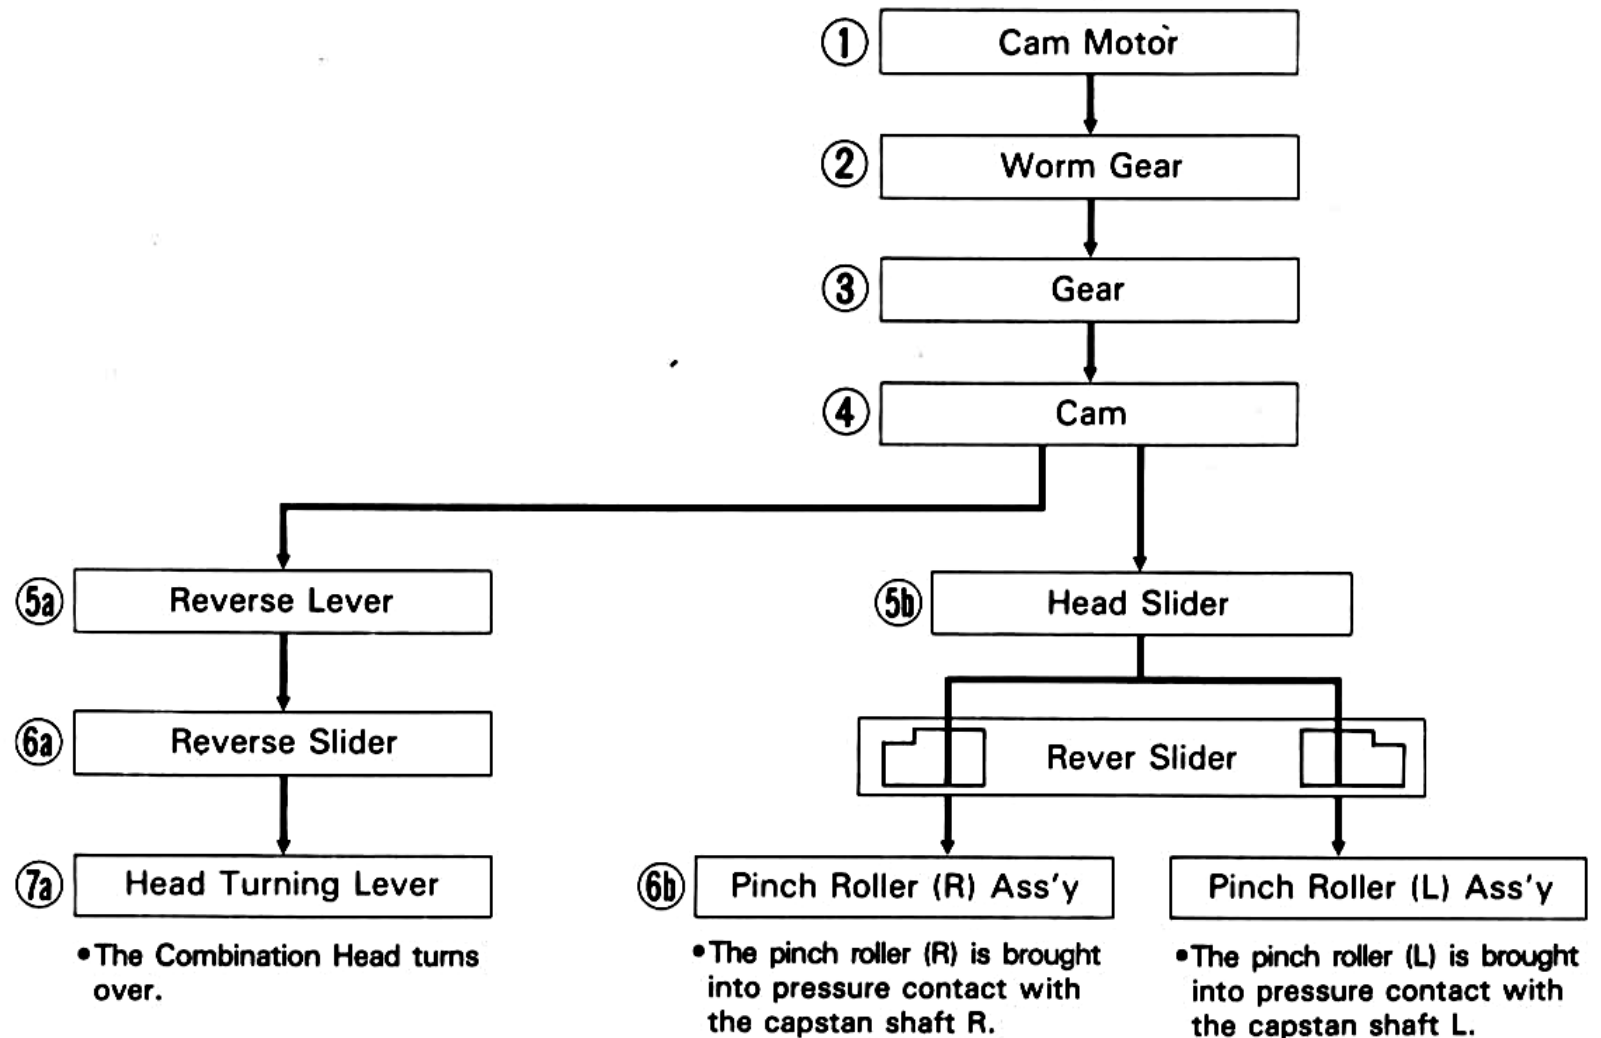 ① Cam Motor
② Worm Gear
③ Gear
④ Cam
5a Reverse Lever
5b Head Slider
6a Reverse Slider
Rever Slider
7a Head Turning Lever
6b Pinch Roller (R) Ass'y
Pinch Roller (L) Ass'y
•The Combination Head turns
over.
•The pinch roller (R) is brought
into pressure contact with
the capstan shaft R.
•The pinch roller (L) is brought
into pressure contact with
the capstan shaft L.